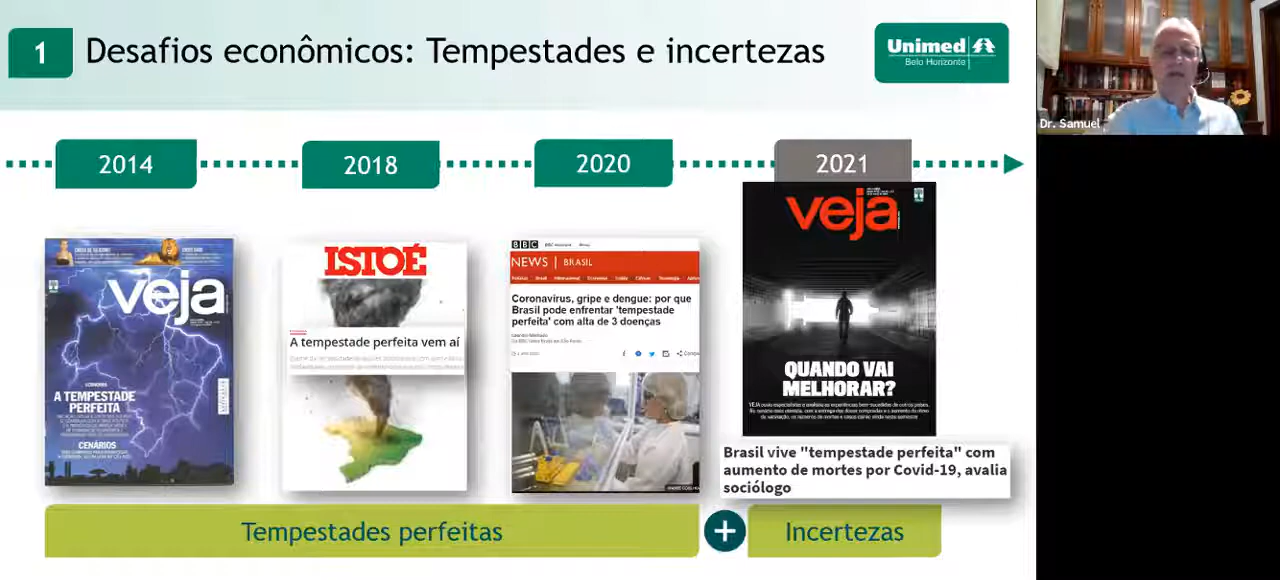 1
Desafios econômicos: Tempestades e incertezas
Unimed
Belo Horizonte
Dr. Samuel
2014
2018
2020
2021
veja
A TEMPESTADE
PERFEITA
CENÁRIOS
ISTOÉ
A tempestade perfeita vem aí
BBC
NEWS | BRASIL
Coronavírus, gripe e dengue: por que
Brasil pode enfrentar 'tempestade
perfeita' com alta de 3 doenças
veja
QUANDO VAI
MELHORAR?
Brasil vive "tempestade perfeita" com
aumento de mortes por Covid-19, avalia
sociólogo
Tempestades perfeitas
+
Incertezas